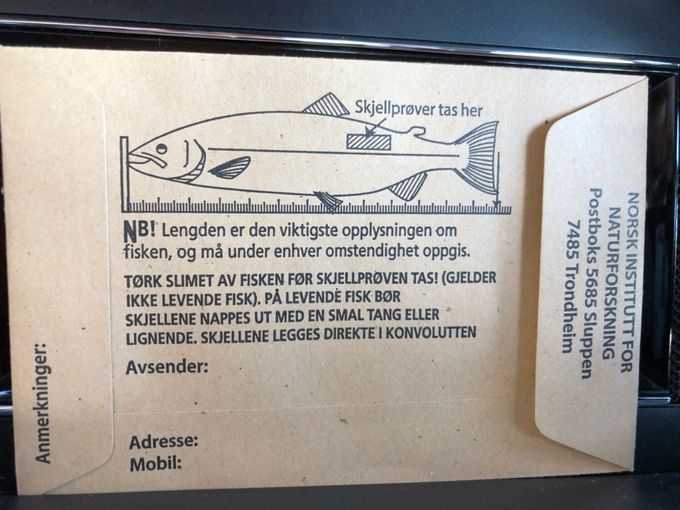 Skjellprøver tas her
NB! Lengden er den viktigste opplysningen om
fisken, og må under enhver omstendighet oppgis.
TØRK SLIMET AV FISKEN FØR SKJELLPRØVEN TAS! (GJELDER
IKKE LEVENDE FISK). PÅ LEVENDE FISK BØR
SKJELLENE NAPPES UT MED EN SMAL TANG ELLER
LIGNENDE. SKJELLENE LEGGES DIREKTE I KONVOLUTTEN
Avsender:
Adresse:
Mobil:
Anmerkninger:
NORSK INSTITUTT FOR
NATURFORSKNING
Postboks 5685 Sluppen
7485 Trondheim